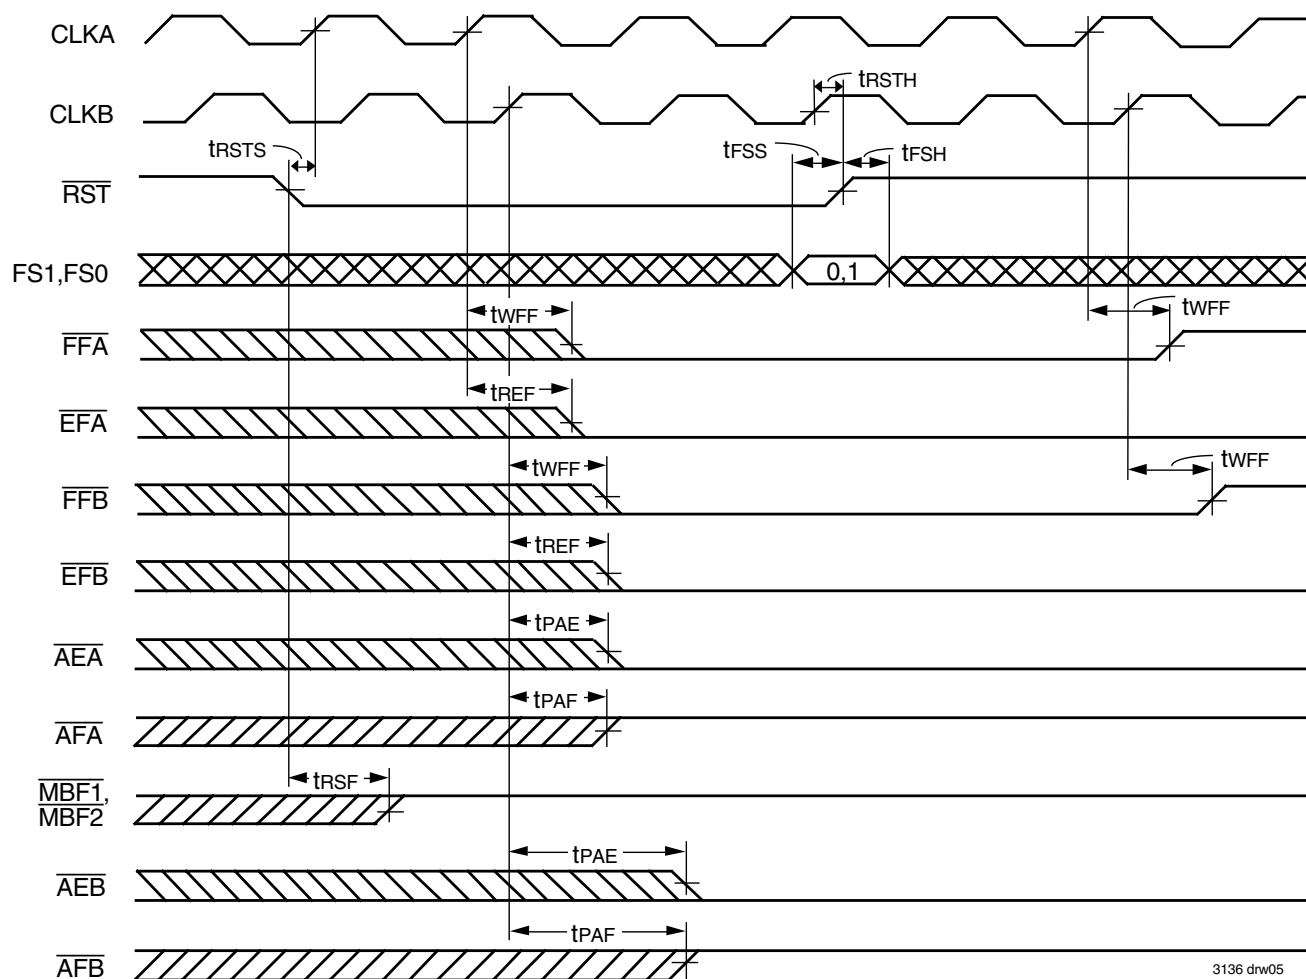 CLKA
CLKB
tRSTH
tRSTS
tFSS
tFSH
RST
FS1,FS0
0,1
tWFF
tWFF
FFA
tREF
EFA
tWFF
tWFF
FFB
tREF
EFB
tPAE
AEA
tPAF
AFA
tRSF
MBF1,
MBF2
tPAE
AEB
tPAF
AFB
3136 drw05